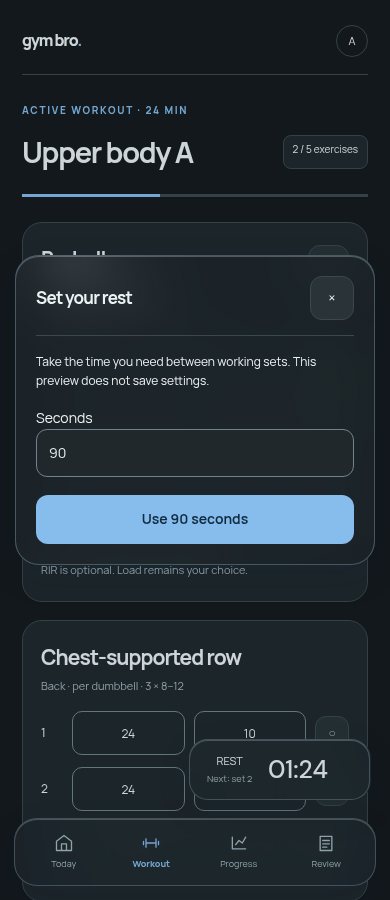 gym bro.
A
ACTIVE WORKOUT · 24 MIN
Upper body A
2 / 5 exercises
Set your rest
×
Take the time you need between working sets. This
preview does not save settings.
Seconds
90
Use 90 seconds
RIR is optional. Load remains your choice.
Chest-supported row
Back · per dumbbell · 3 × 8–12
1
24
10
2
24
REST
Next: set 2
01:24
Today
Workout
Progress
Review